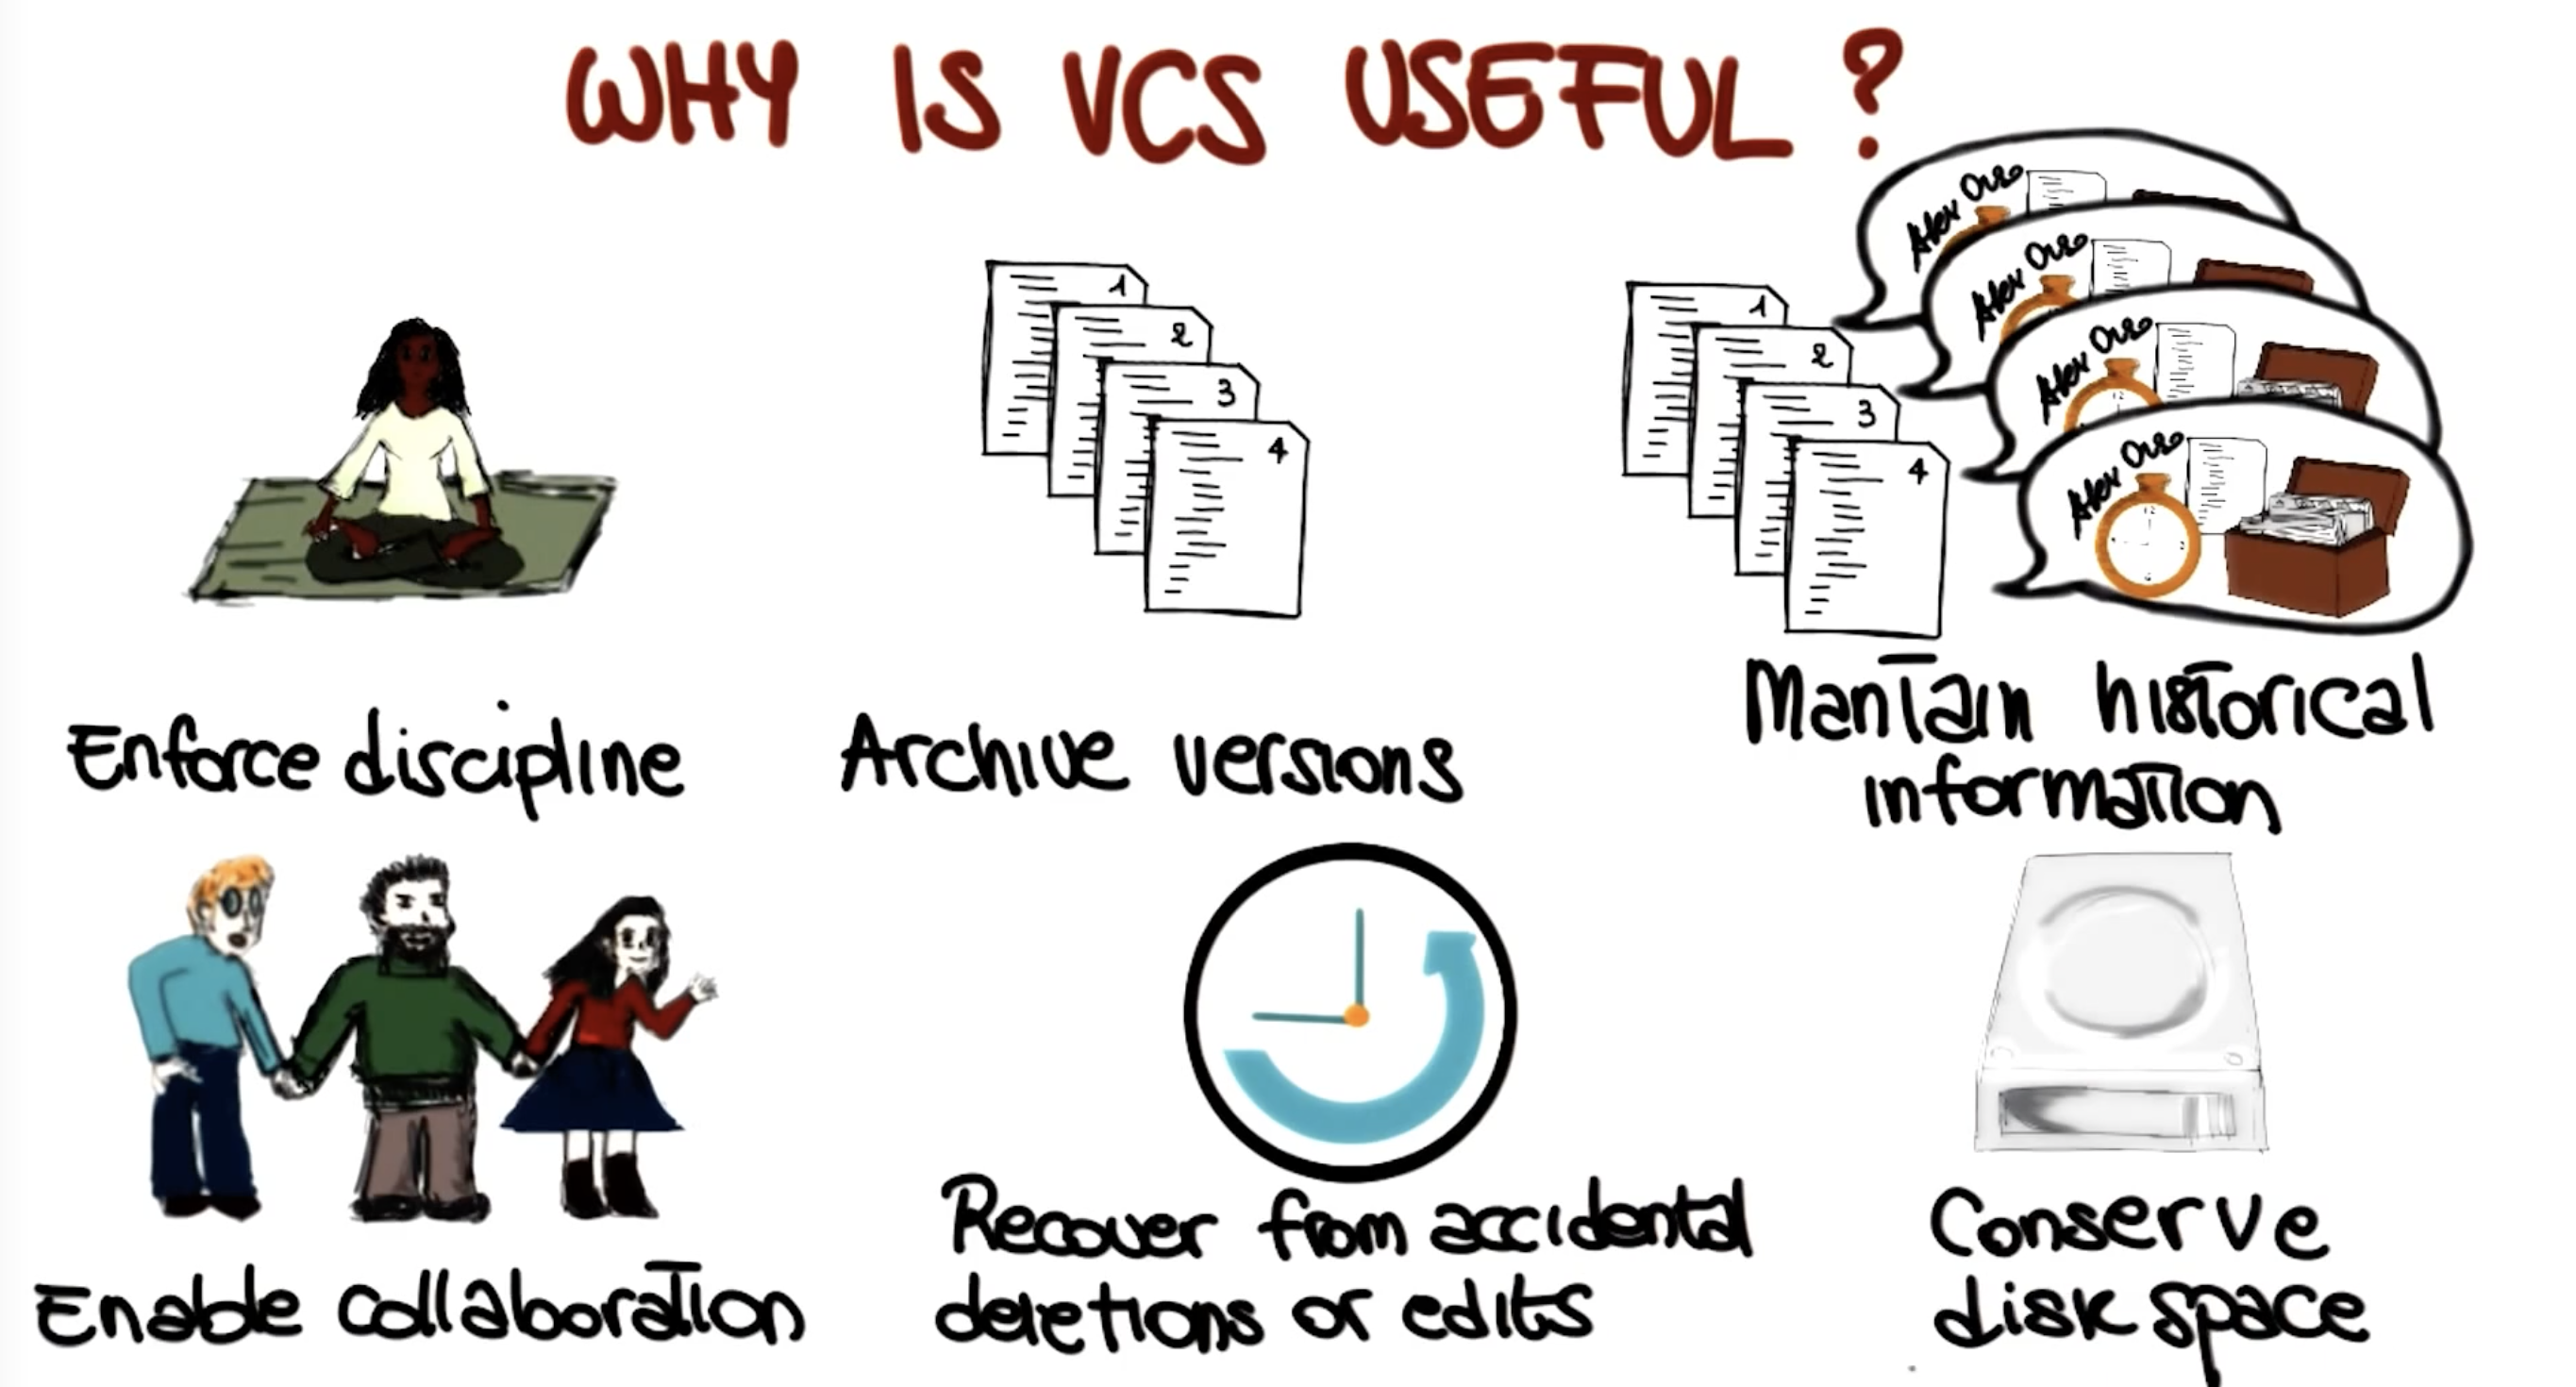 WHY IS VCS USEFUL?
1
2
3
4
1
2
3
4
Alex Orso
Alex Orso
Alex Orso
Alex Orso
12
Enforce discipline
Archive versions
Mantain historical
information
Enable collaboration
Recover from accidental
deletions or edits
Conserve
disk space